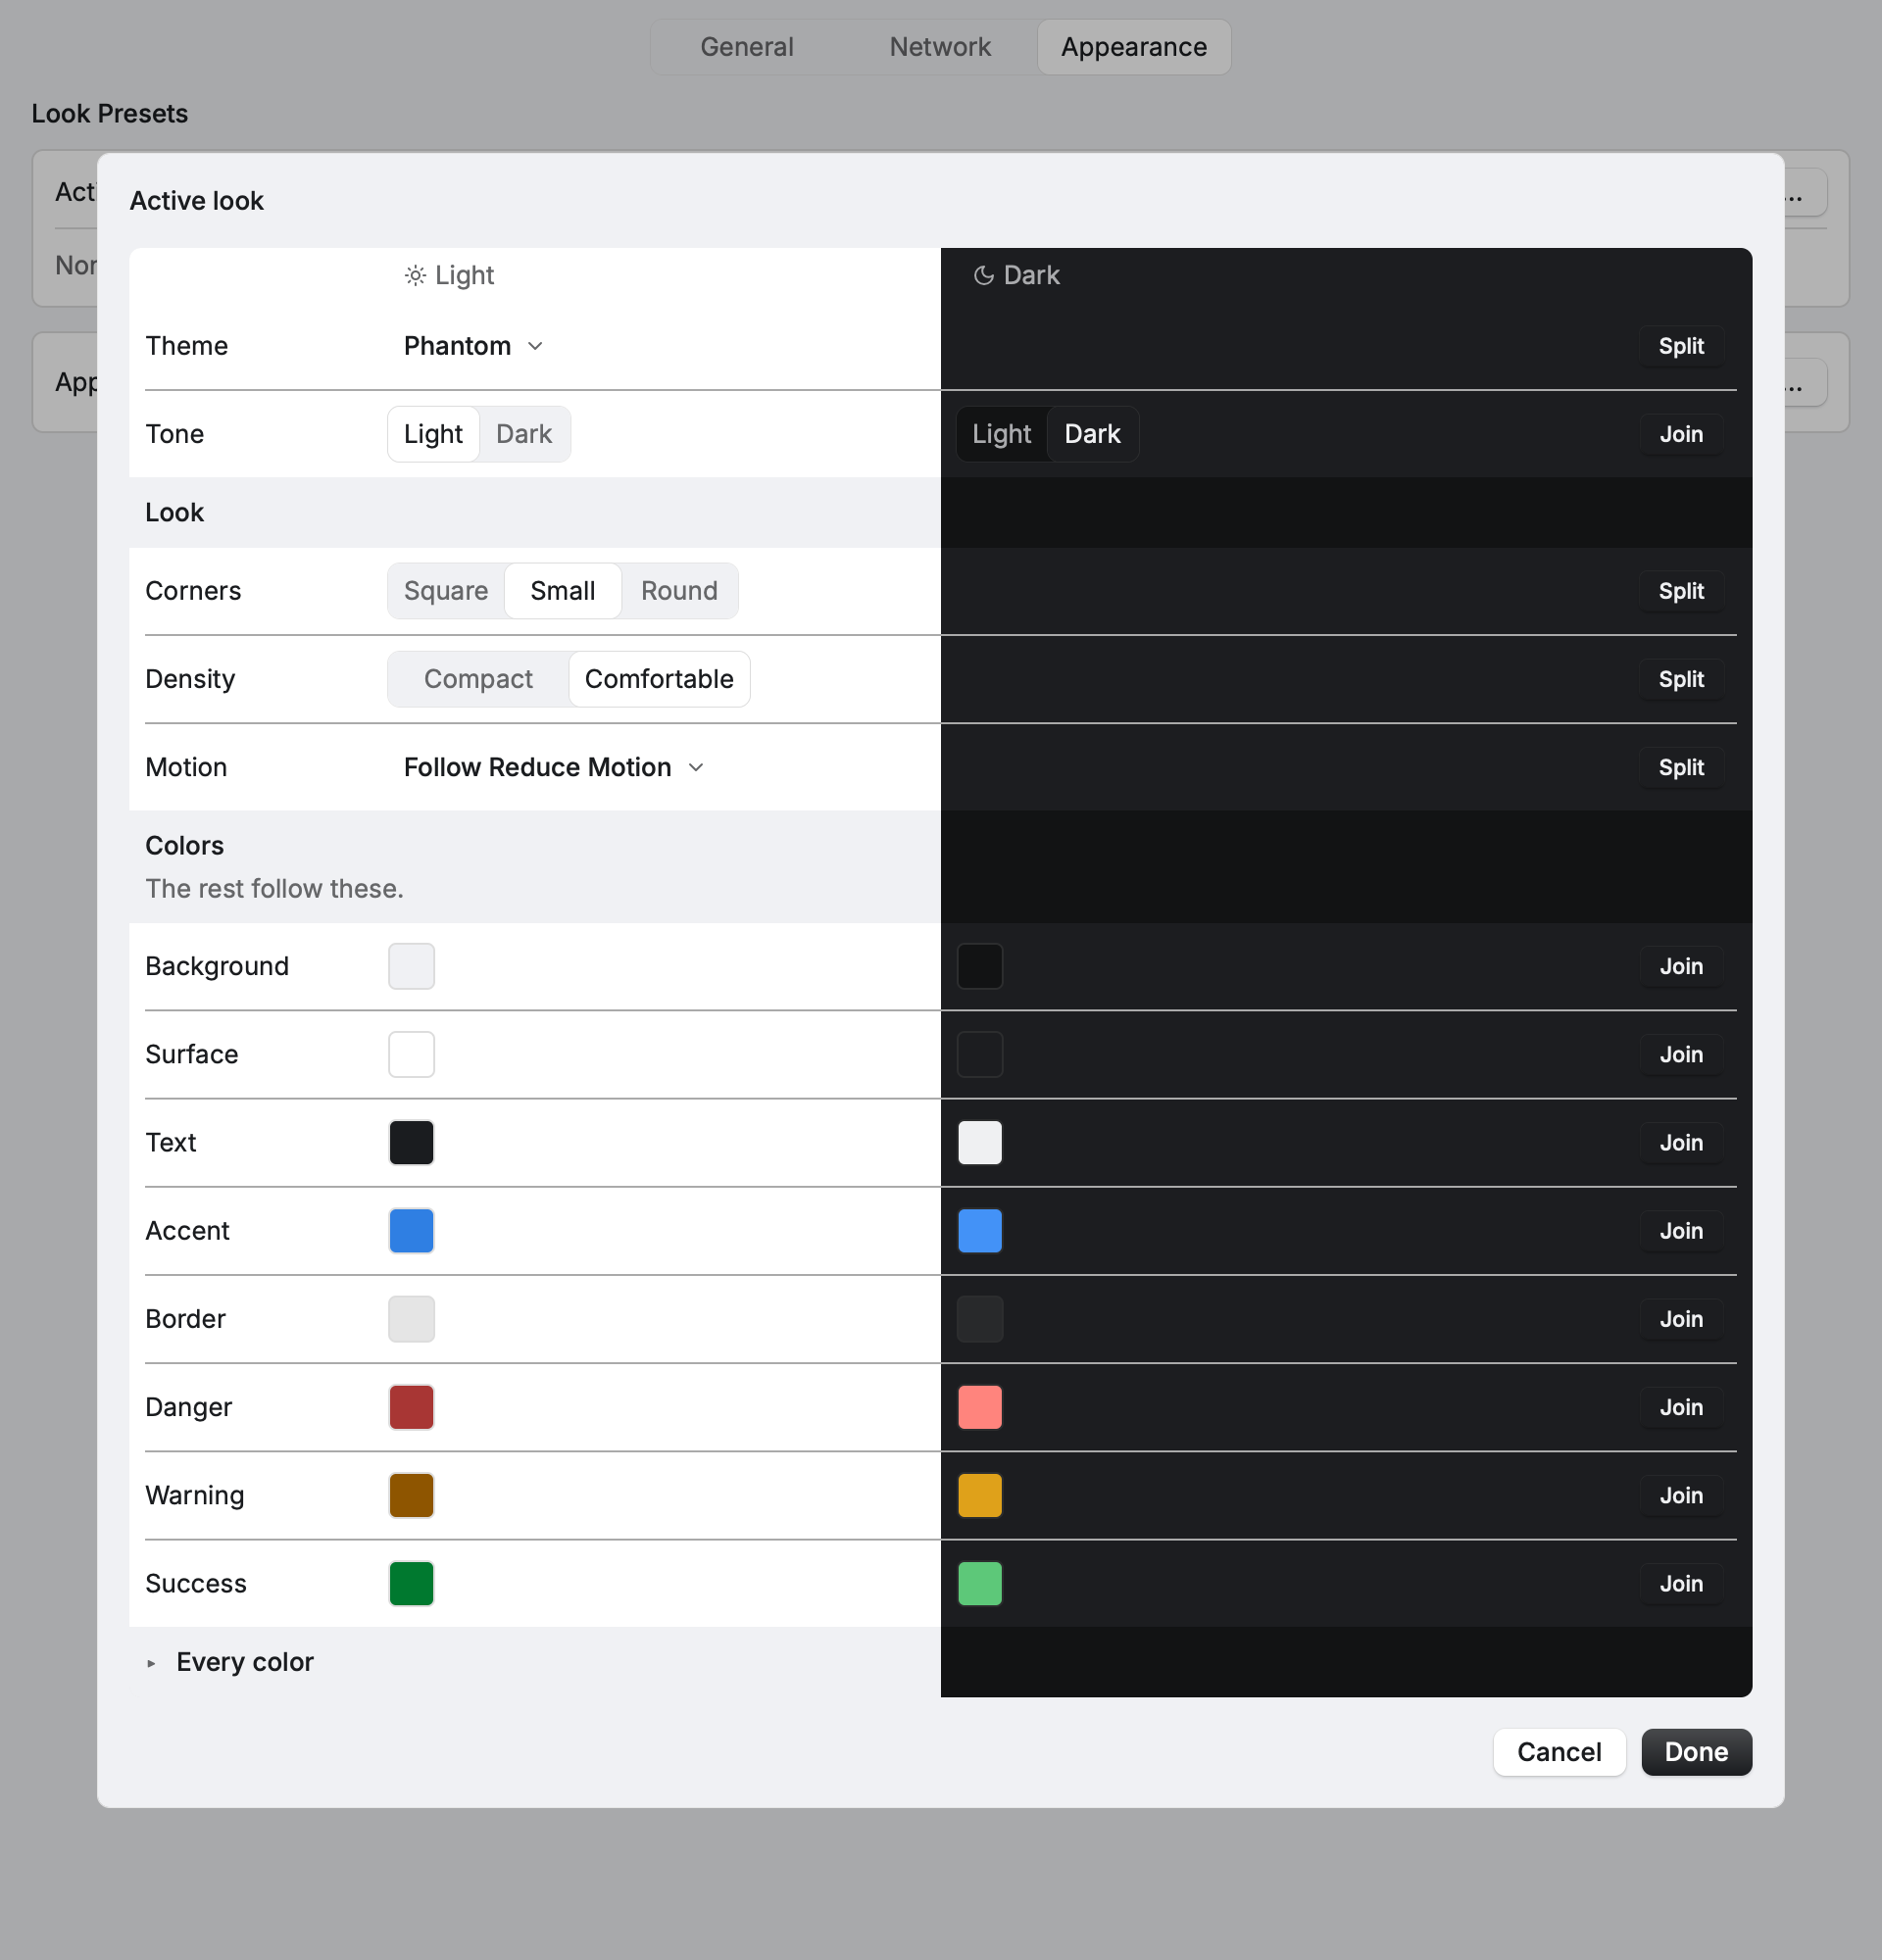 General Network Appearance
Look Presets
Active look
Light Dark
Theme Phantom Split
Tone Light Dark Light Dark Join
Look
Corners Square Small Round Split
Density Compact Comfortable Split
Motion Follow Reduce Motion Split
Colors
The rest follow these.
Background Join
Surface Join
Text Join
Accent Join
Border Join
Danger Join
Warning Join
Success Join
Every color
Cancel Done